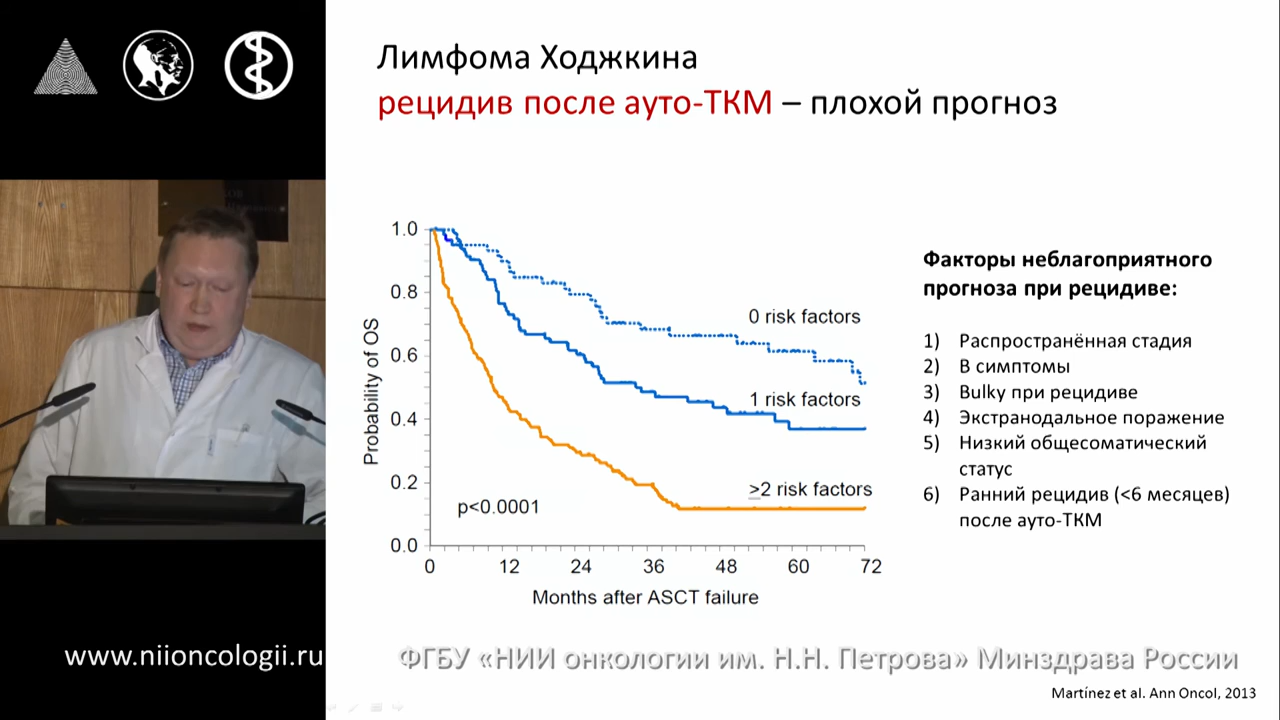 Лимфома Ходжкина
рецидив после ауто-ТКМ – плохой прогноз
Probability of OS
1.0
0.8
0.6
0.4
0.2
0.0
0 risk factors
1 risk factors
>2 risk factors
p<0.0001
0 12 24 36 48 60 72
Months after ASCT failure
Факторы неблагоприятного
прогноза при рецидиве:
1) Распространённая стадия
2) В симптомы
3) Bulky при рецидиве
4) Экстранодальное поражение
5) Низкий общесоматический
статус
6) Ранний рецидив (<6 месяцев)
после ауто-ТКМ
www.niioncologii.ru
ФГБУ «НИИ онкологии им. Н.Н. Петрова» Минздрава России
Martínez et al. Ann Oncol, 2013